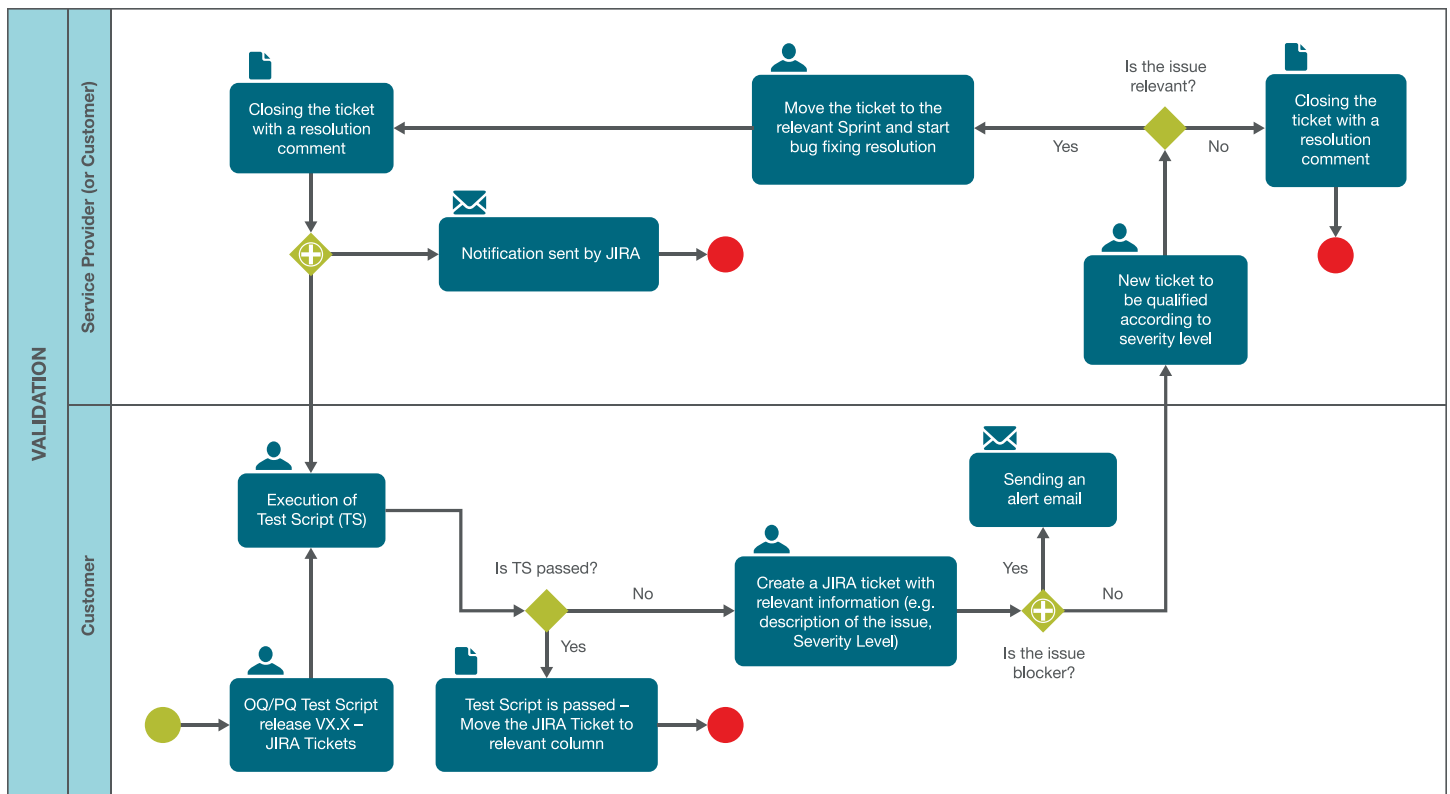 VALIDATION
Service Provider (or Customer)
Closing the ticket
with a resolution
comment
Move the ticket to the
relevant Sprint and start
bug fixing resolution
Is the issue
relevant?
Yes
No
Closing the
ticket with a
resolution
comment
Notification sent by JIRA
New ticket to
be qualified
according to
severity level
Customer
Execution of
Test Script (TS)
Is TS passed?
No
Yes
Create a JIRA ticket with
relevant information (e.g.
description of the issue,
Severity Level)
Sending an
alert email
Yes
No
Is the issue
blocker?
OQ/PQ Test Script
release VX.X –
JIRA Tickets
Test Script is passed –
Move the JIRA Ticket to
relevant column